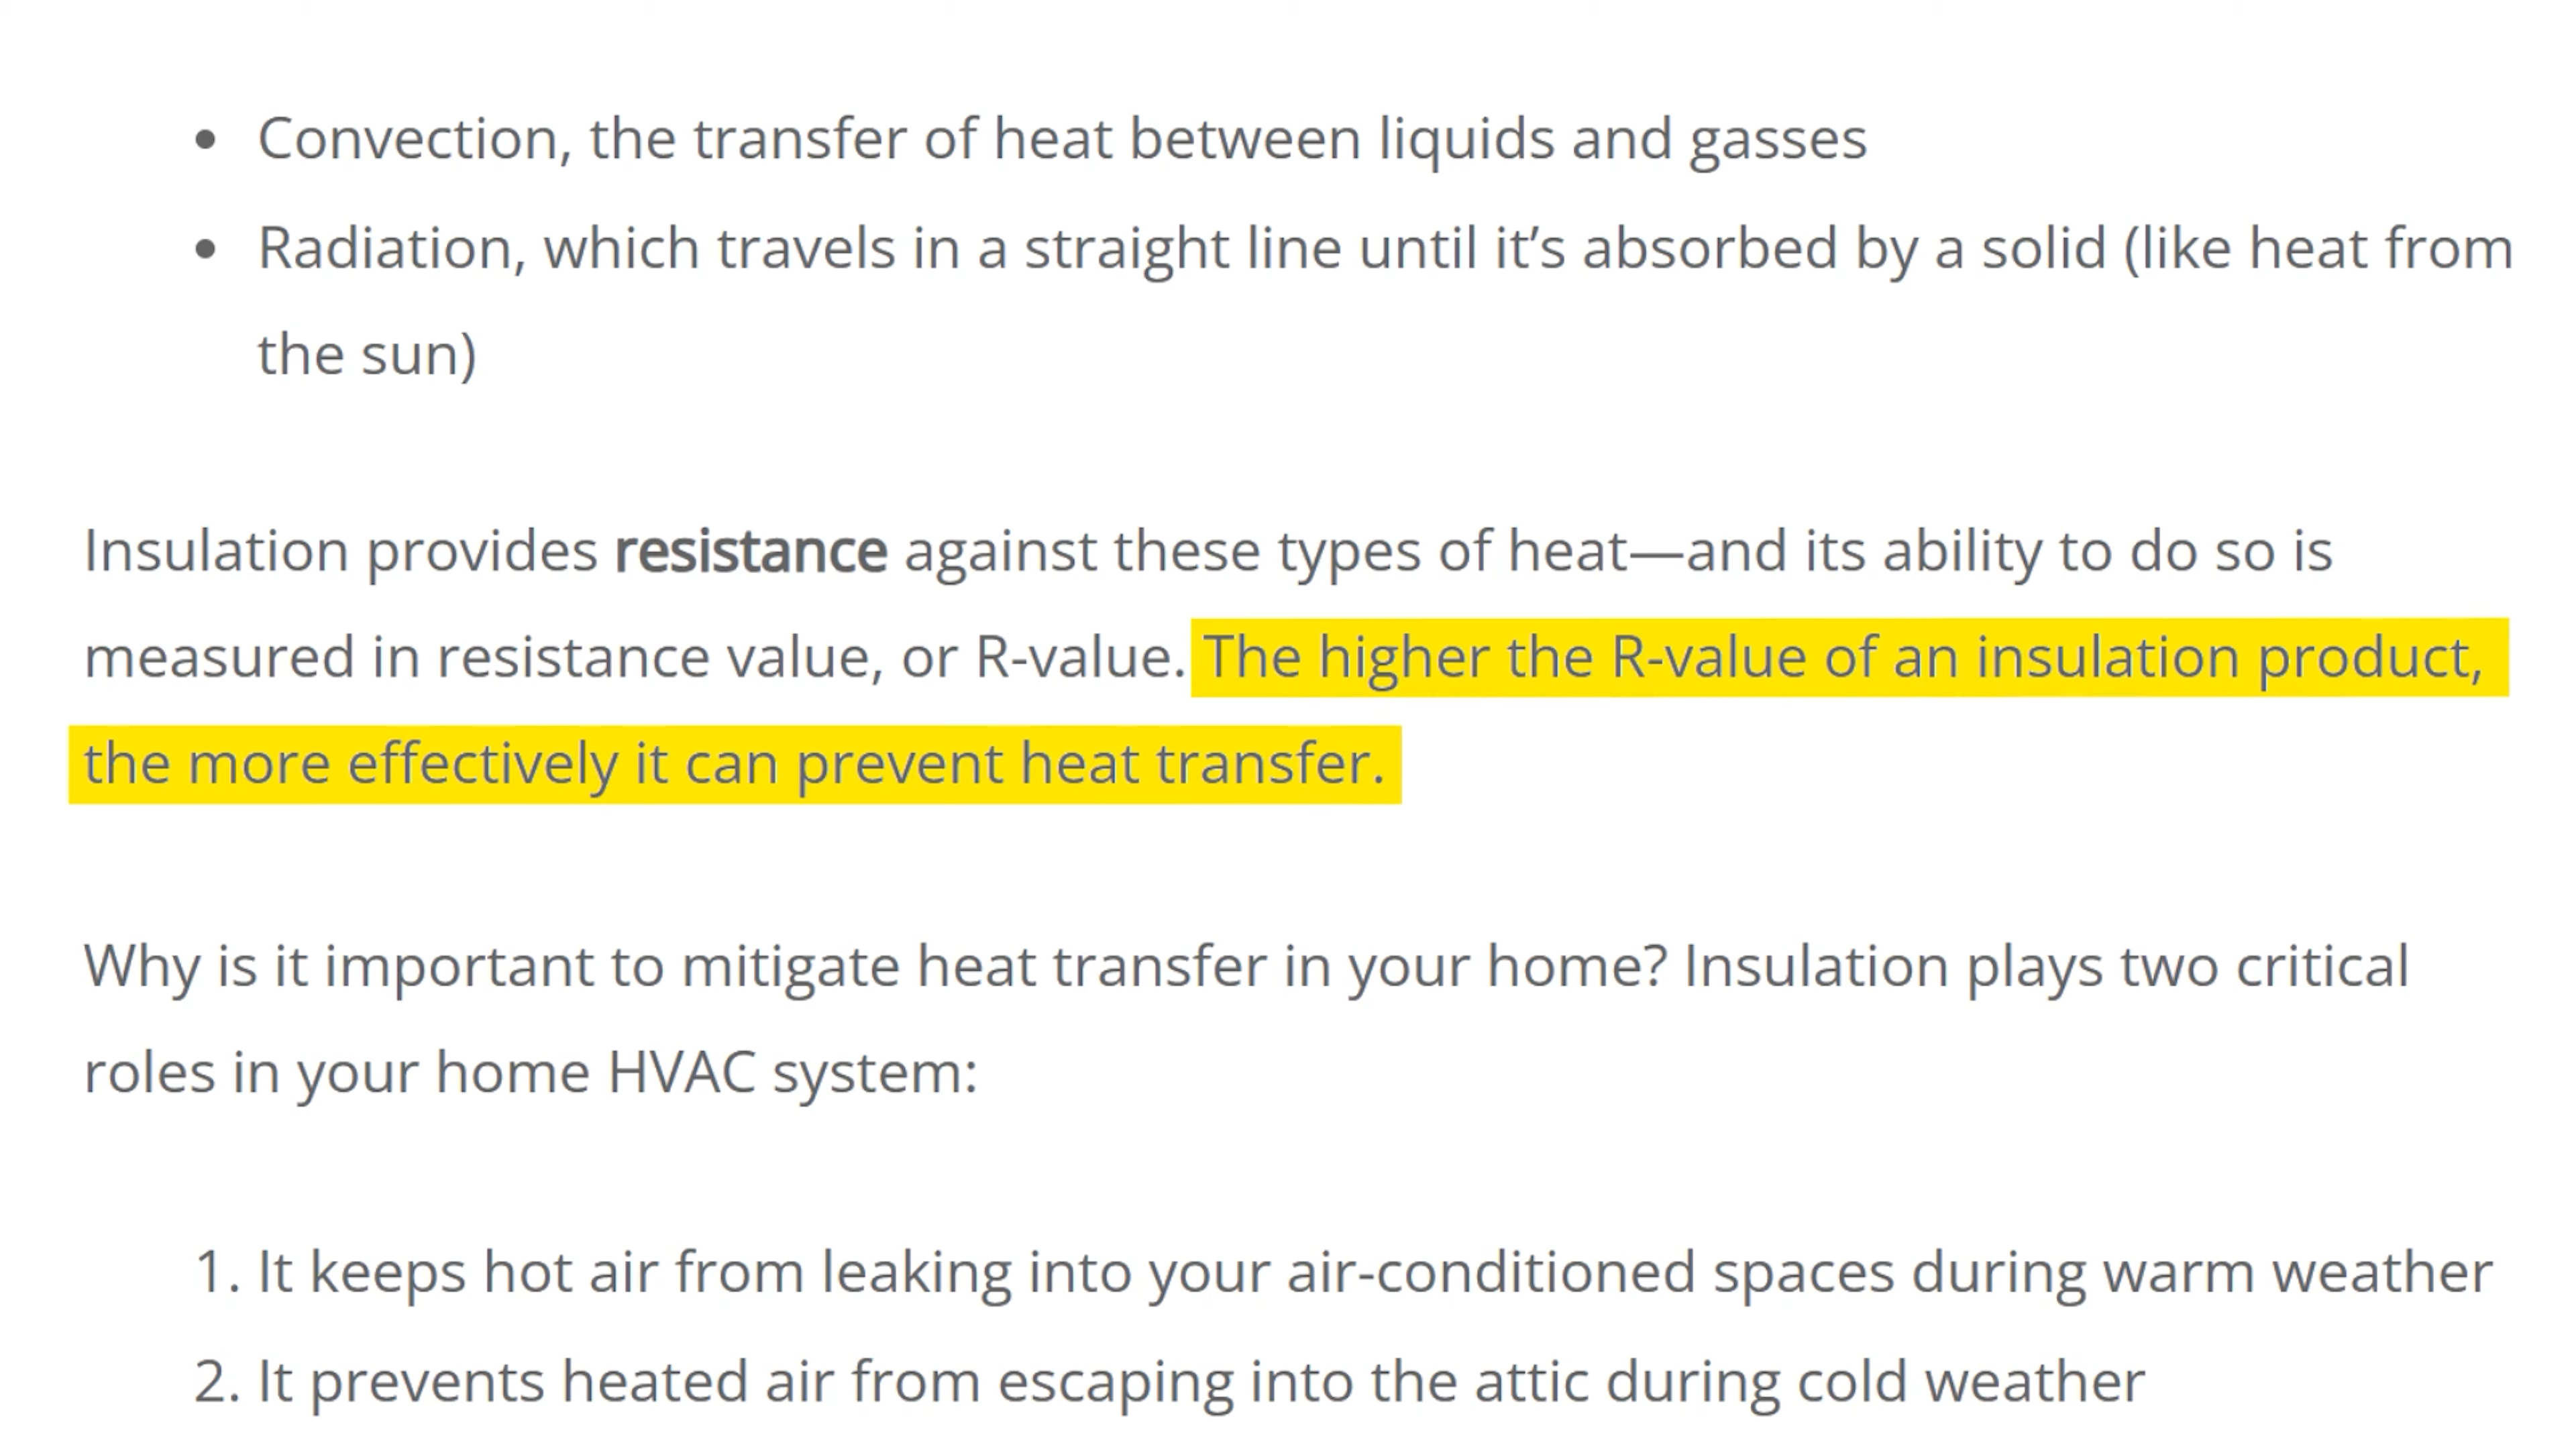 • Convection, the transfer of heat between liquids and gasses
• Radiation, which travels in a straight line until it’s absorbed by a solid (like heat from
the sun)
Insulation provides resistance against these types of heat—and its ability to do so is
measured in resistance value, or R-value. The higher the R-value of an insulation product,
the more effectively it can prevent heat transfer.
Why is it important to mitigate heat transfer in your home? Insulation plays two critical
roles in your home HVAC system:
1. It keeps hot air from leaking into your air-conditioned spaces during warm weather
2. It prevents heated air from escaping into the attic during cold weather